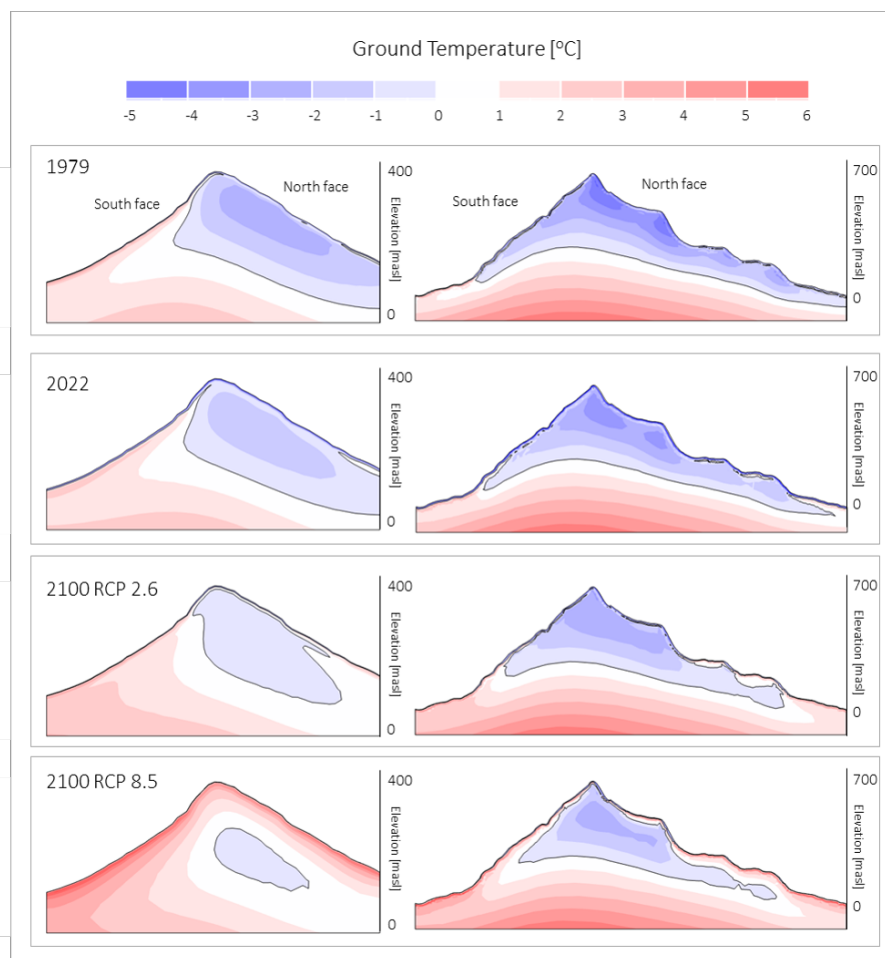 Ground Temperature [°C]
-5 -4 -3 -2 -1 0 1 2 3 4 5 6
1979
South face
North face
400
Elevation [masl]
0
South face
North face
700
Elevation [masl]
0
2022
400
Elevation [masl]
0
700
Elevation [masl]
0
2100 RCP 2.6
400
Elevation [masl]
0
700
Elevation [masl]
0
2100 RCP 8.5
400
Elevation [masl]
0
700
Elevation [masl]
0